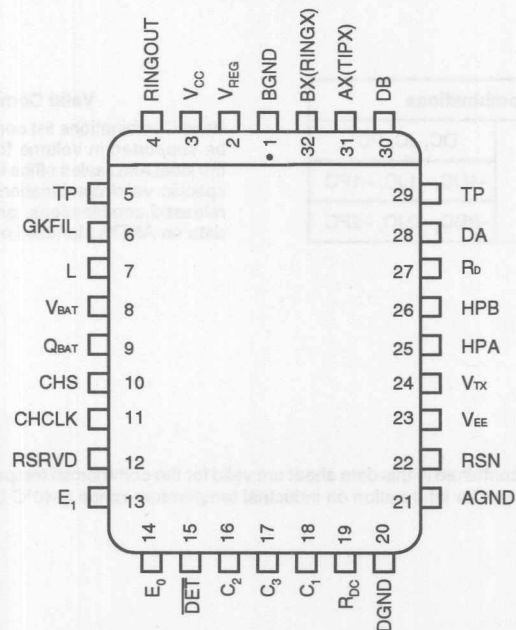 RINGOUT
VCC
VREG
BGND
BX(RINGX)
AX(TIPX)
DB
3
2
1
32
31
30
TP 5
GKFIL 6
L 7
VBAT 8
QBAT 9
CHS 10
CHCLK 11
RSRVD 12
E1 13
29 TP
28 DA
27 RD
26 HPB
25 HPA
24 VTX
23 VEE
22 RSN
21 AGND
14
15
16
17
18
19
20
E0
DET
C2
C3
C1
RDC
DGND